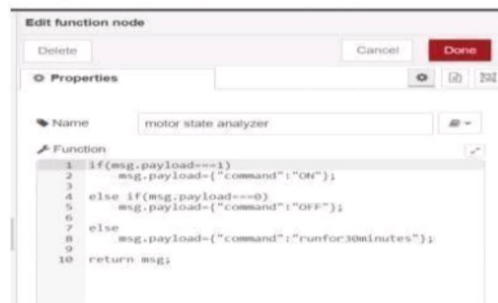 Edit function node
Delete Cancel Done
Properties
Name motor state analyzer
Function
1 if(msg.payload===1)
2 msg.payload={"command":"ON"};
3
4 else if(msg.payload===0)
5 msg.payload={"command":"OFF"};
6
7 else
8 msg.payload={"command":"runfor30minutes"};
9
10 return msg;